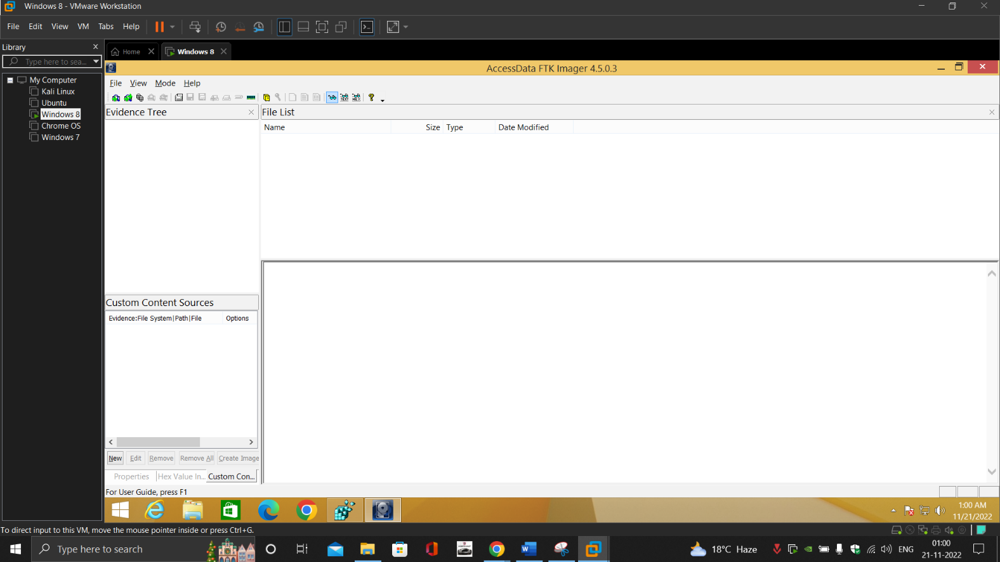 Windows 8 - VMware Workstation
File Edit View VM Tabs Help
Library
Type here to sea...
My Computer
Kali Linux
Ubuntu
Windows 8
Chrome OS
Windows 7
Home
Windows 8
AccessData FTK Imager 4.5.0.3
File View Mode Help
Evidence Tree
File List
Name Size Type Date Modified
Custom Content Sources
Evidence:File System|Path|File Options
New Edit Remove Remove All Create Image
Properties Hex Value In... Custom Con...
For User Guide, press F1
1:00 AM
11/21/2022
To direct input to this VM, move the mouse pointer inside or press Ctrl+G.
Type here to search
18°C Haze
ENG
01:00
21-11-2022